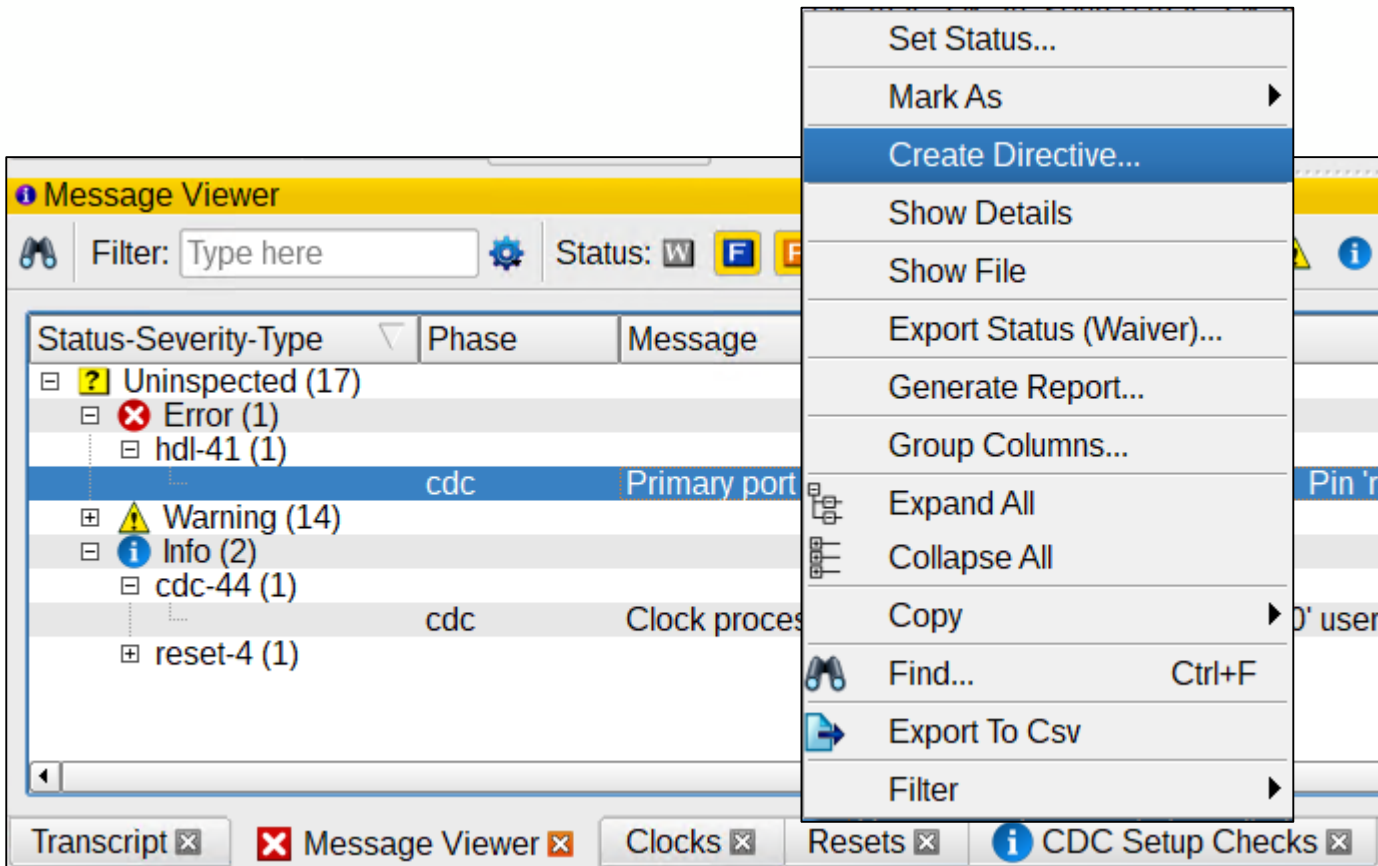 Set Status...
Mark As
Create Directive...
Show Details
Show File
Export Status (Waiver)...
Generate Report...
Group Columns...
Expand All
Collapse All
Copy
Find... Ctrl+F
Export To Csv
Filter
Message Viewer
Filter: Type here Status: W F
Status-Severity-Type Phase Message
Uninspected (17)
Error (1)
hdl-41 (1)
cdc Primary port Pin
Warning (14)
Info (2)
cdc-44 (1)
cdc Clock user
reset-4 (1)
Transcript Message Viewer Clocks Resets CDC Setup Checks